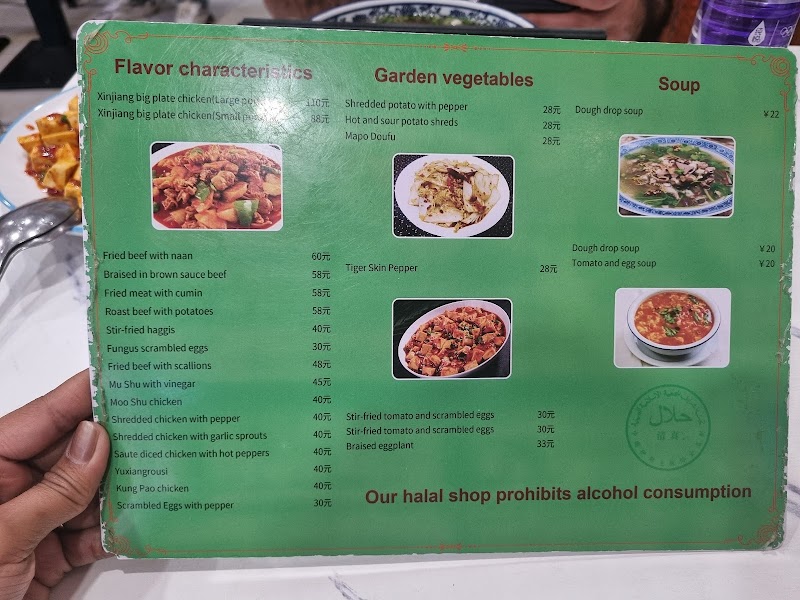 Flavor characteristics
Xinjiang big plate chicken(Large 110元
Xinjiang big plate chicken(Small 88元
Fried beef with naan 60元
Braised in brown sauce beef 58元
Fried meat with cumin 58元
Roast beef with potatoes 58元
Stir-fried haggis 40元
Fungus scrambled eggs 30元
Fried beef with scallions 48元
Mu Shu with vinegar 45元
Moo Shu chicken 40元
Shredded chicken with pepper 40元
Shredded chicken with garlic sprouts 40元
Saute diced chicken with hot peppers 40元
Yuxiangrousi 40元
Kung Pao chicken 40元
Scrambled Eggs with pepper 30元
Garden vegetables
Shredded potato with pepper 28元
Hot and sour potato shreds 28元
Mapo Doufu 28元
Tiger Skin Pepper 28元
Stir-fried tomato and scrambled eggs 30元
Stir-fried tomato and scrambled eggs 30元
Braised eggplant 33元
Soup
Dough drop soup ¥22
Dough drop soup ¥20
Tomato and egg soup ¥20
حلال
Our halal shop prohibits alcohol consumption